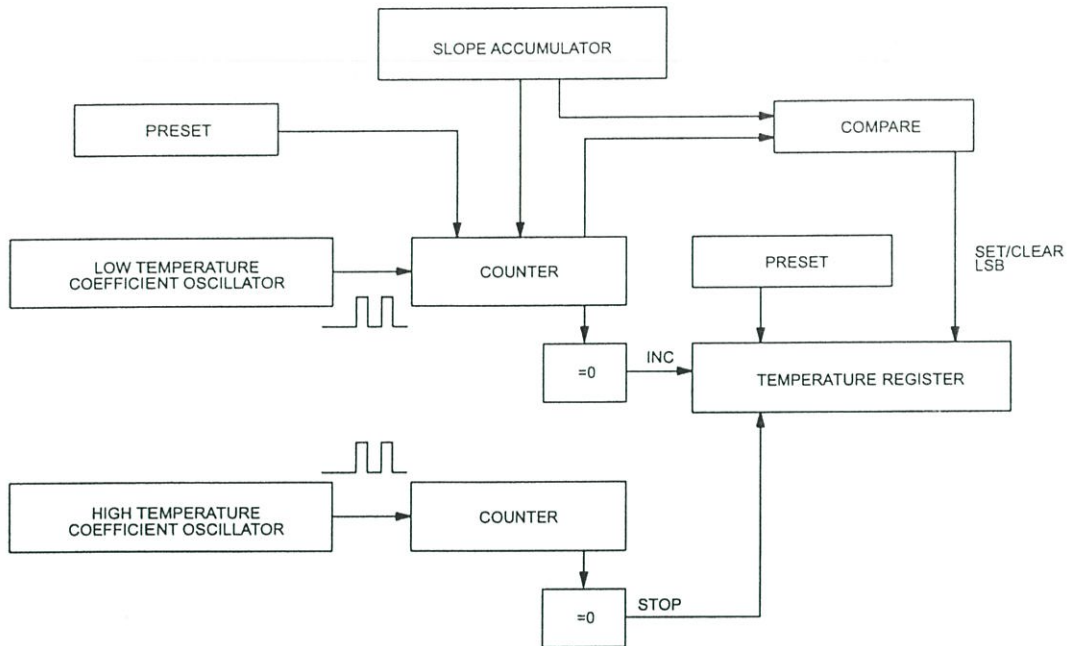 SLOPE ACCUMULATOR
PRESET
COMPARE
LOW TEMPERATURE
COEFFICIENT OSCILLATOR
COUNTER
PRESET
SET/CLEAR
LSB
=0
INC
TEMPERATURE REGISTER
HIGH TEMPERATURE
COEFFICIENT OSCILLATOR
COUNTER
=0
STOP